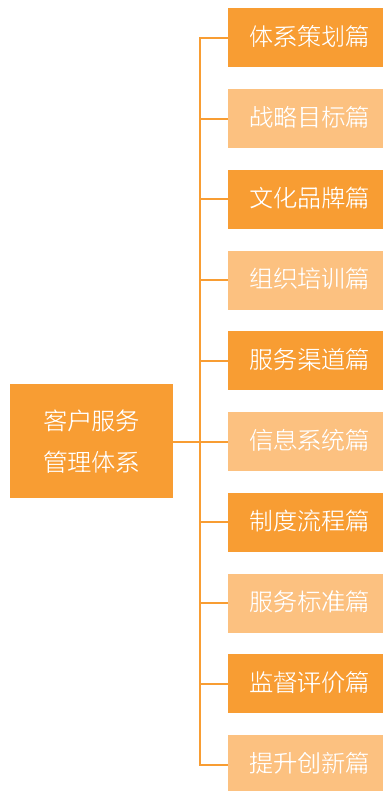 客户服务
管理体系
体系策划篇
战略目标篇
文化品牌篇
组织培训篇
服务渠道篇
信息系统篇
制度流程篇
服务标准篇
监督评价篇
提升创新篇